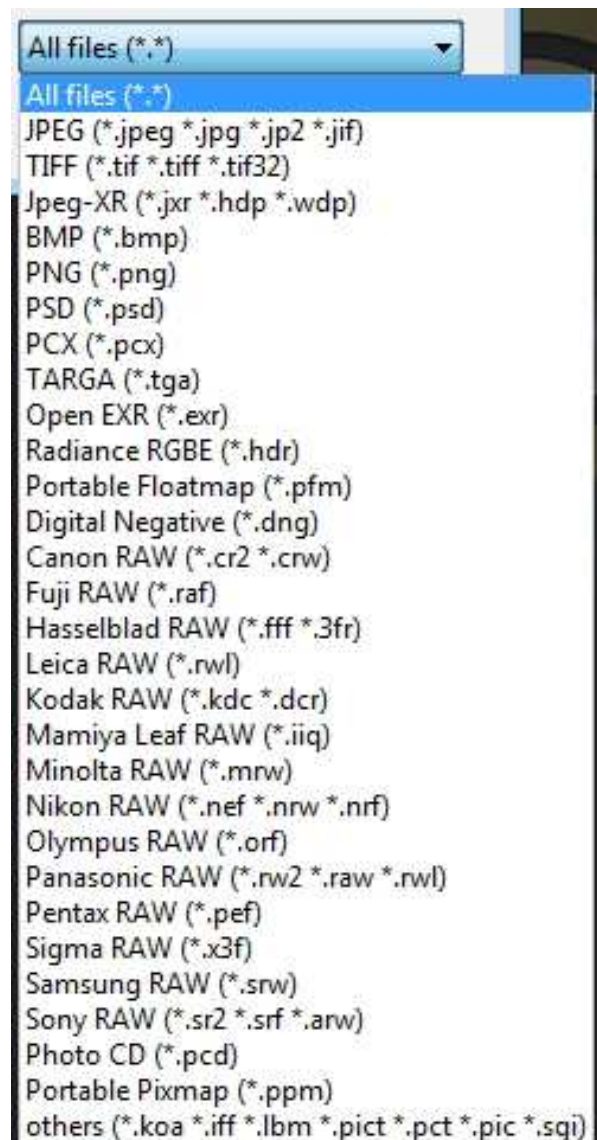 All files (*.*)
All files (*.*)
JPEG (*.jpeg *.jpg *.jp2 *.jif)
TIFF (*.tif *.tiff *.tif32)
Jpeg-XR (*.jxr *.hdp *.wdp)
BMP (*.bmp)
PNG (*.png)
PSD (*.psd)
PCX (*.pcx)
TARGA (*.tga)
Open EXR (*.exr)
Radiance RGBE (*.hdr)
Portable Floatmap (*.pfm)
Digital Negative (*.dng)
Canon RAW (*.cr2 *.crw)
Fuji RAW (*.raf)
Hasselblad RAW (*.fff *.3fr)
Leica RAW (*.rwl)
Kodak RAW (*.kdc *.dcr)
Mamiya Leaf RAW (*.iiq)
Minolta RAW (*.mrw)
Nikon RAW (*.nef *.nrw *.nrf)
Olympus RAW (*.orf)
Panasonic RAW (*.rw2 *.raw *.rwl)
Pentax RAW (*.pef)
Sigma RAW (*.x3f)
Samsung RAW (*.srw)
Sony RAW (*.sr2 *.srf *.arw)
Photo CD (*.pcd)
Portable Pixmap (*.ppm)
others (*.koa *.iff *.lbm *.pict *.pct *.pic *.sgi)